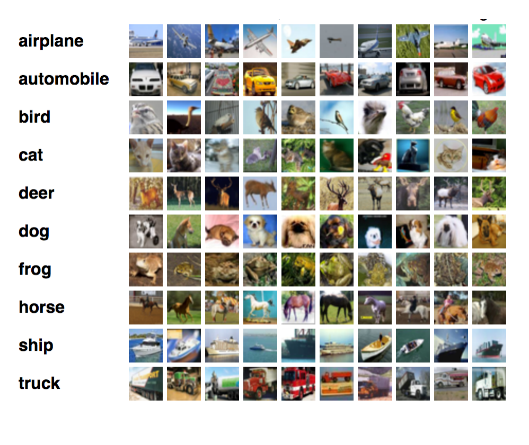 airplane
automobile
bird
cat
deer
dog
frog
horse
ship
truck